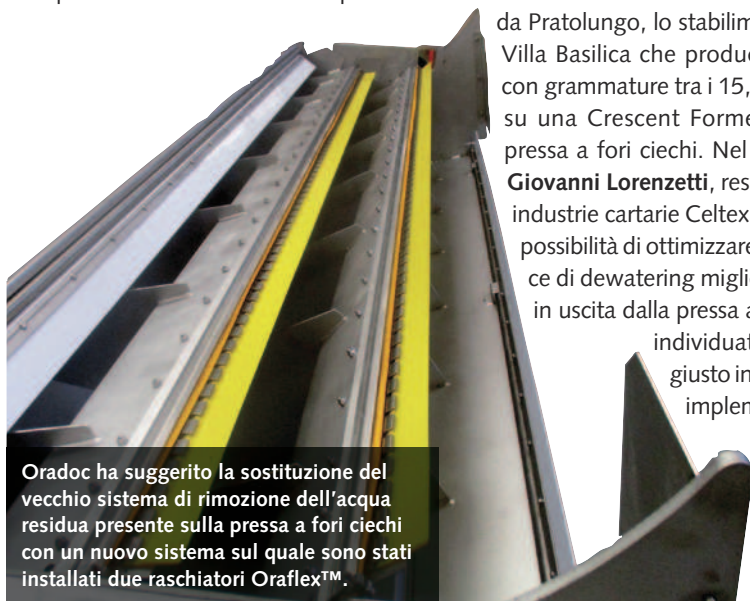 da Pratolungo, lo stabilim
Villa Basilica che produc
con grammature tra i 15,
su una Crescent Forme
pressa a fori ciechi. Nel
Giovanni Lorenzetti, res
industrie cartarie Celtex
possibilità di ottimizzare
ce di dewatering miglio
in uscita dalla pressa a
individuat
giusto in
implem
Oradoc ha suggerito la sostituzione del
vecchio sistema di rimozione dell'acqua
residua presente sulla pressa a fori ciechi
con un nuovo sistema sul quale sono stati
installati due raschiatori Oraflex™.